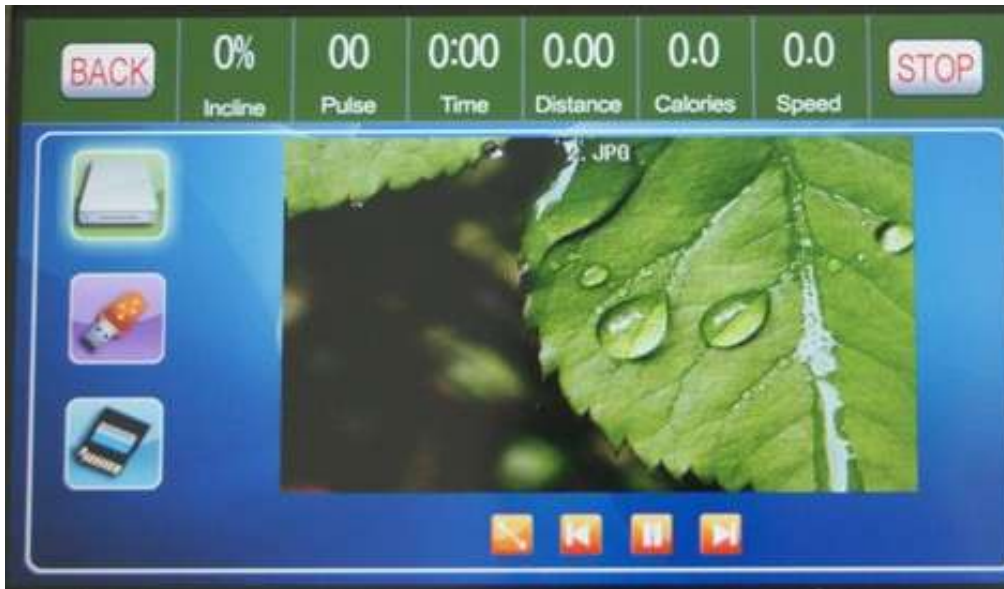 BACK
0%
Incline
00
Pulse
0:00
Time
0.00
Distance
0.0
Calories
0.0
Speed
STOP
2. JPG